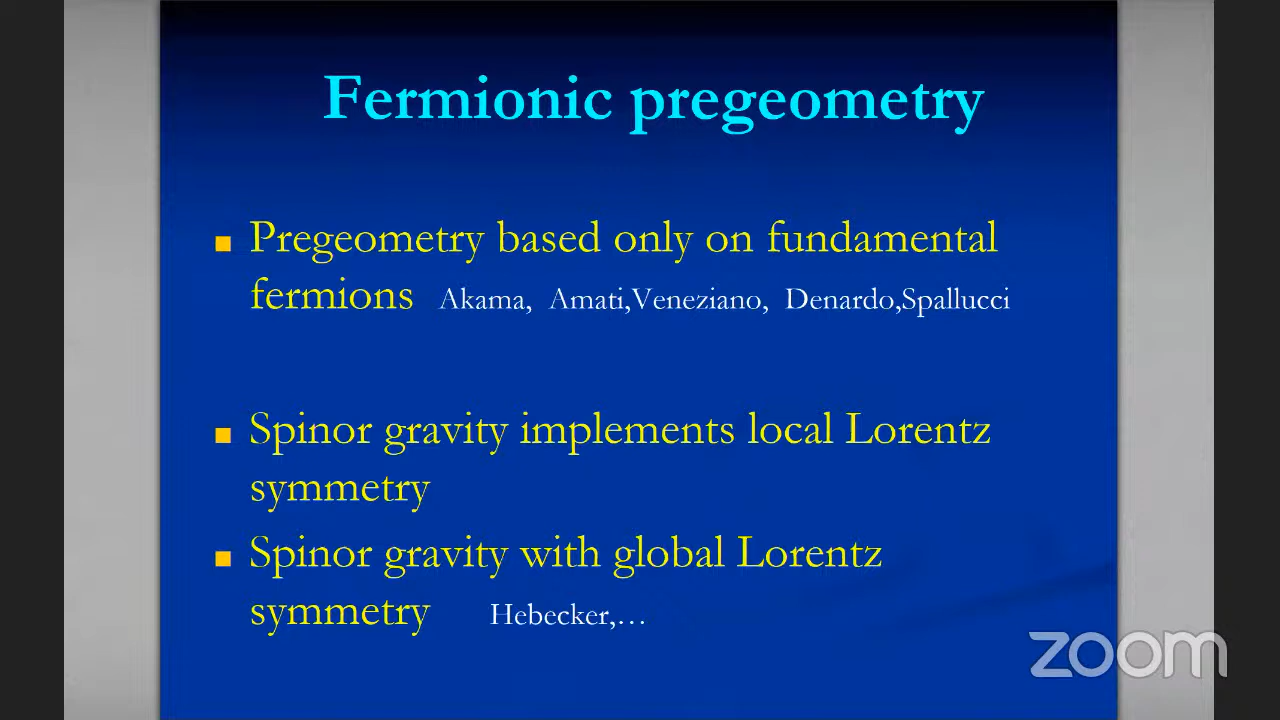 Fermionic pregeometry
Pregeometry based only on fundamental
fermions Akama, Amati,Veneziano, Denardo,Spallucci
Spinor gravity implements local Lorentz
symmetry
Spinor gravity with global Lorentz
symmetry Hebecker,…
zoom